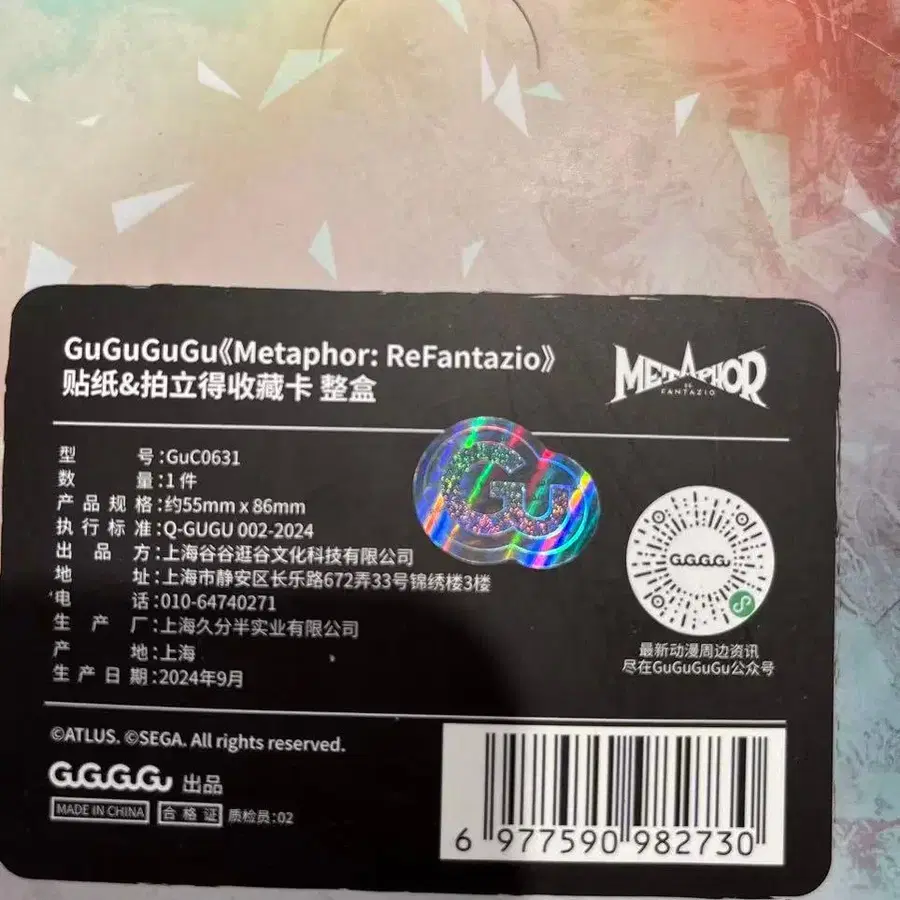 GuGuGuGu《Metaphor: ReFantazio》
贴纸&拍立得收藏卡 整盒
METAPHOR
RE
FANTAZIO
型号:GuC0631
数量:1件
产品规格:约55mm x 86mm
执行标准:Q-GUGU 002-2024
出品方:上海谷谷逛谷文化科技有限公司
地址:上海市静安区长乐路672弄33号锦绣楼3楼
电话:010-64740271
生产厂:上海久分半实业有限公司
产地:上海
生产日期:2024年9月
Gu
GuGuGuGu
最新动漫周边资讯
尽在GuGuGuGu公众号
©ATLUS. ©SEGA. All rights reserved.
GuGuGuGu 出品
MADE IN CHINA 合格证 质检员:02
6 977590 982730